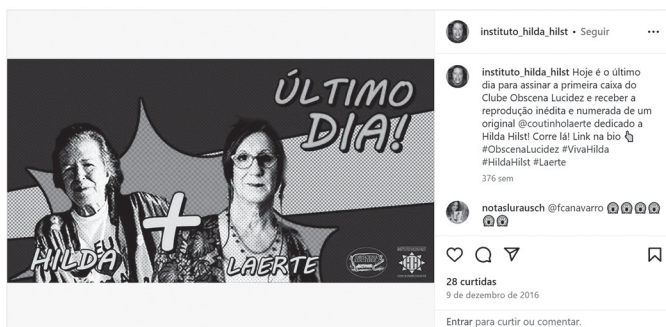 ÚLTIMO
DIA!
HILDA
+
LAERTE
instituto_hilda_hilst • Seguir
instituto_hilda_hilst Hoje é o último
dia para assinar a primeira caixa do
Clube Obscena Lucidez e receber a
reprodução inédita e numerada de um
original @coutinholaerte dedicado a
Hilda Hilst! Corre lá! Link na bio 👆
#ObscenaLucidez #VivaHilda
#HildaHilst #Laerte
376 sem
notaslurausch @fcanavarro 😱😱😱😱
😱😱
28 curtidas
9 de dezembro de 2016
Entrar para curtir ou comentar.